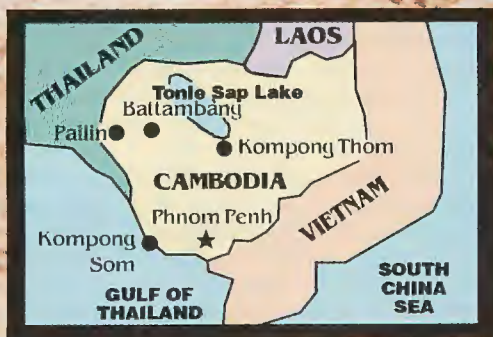 LAOS
THAILAND
Tonle Sap Lake
Battambang
Pailin
Kompong Thom
CAMBODIA
Phnom Penh
VIETNAM
Kompong
Som
GULF OF
THAILAND
SOUTH
CHINA
SEA